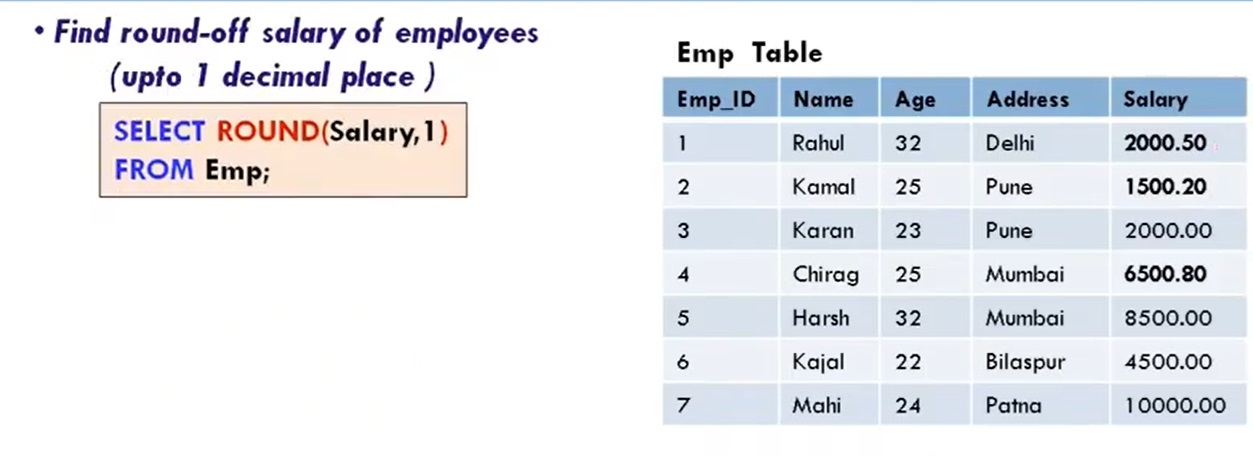 • Find round-off salary of employees
(upto 1 decimal place )
SELECT ROUND(Salary,1)
FROM Emp;
Emp Table
Emp_ID Name Age Address Salary
1 Rahul 32 Delhi 2000.50
2 Kamal 25 Pune 1500.20
3 Karan 23 Pune 2000.00
4 Chirag 25 Mumbai 6500.80
5 Harsh 32 Mumbai 8500.00
6 Kajal 22 Bilaspur 4500.00
7 Mahi 24 Patna 10000.00